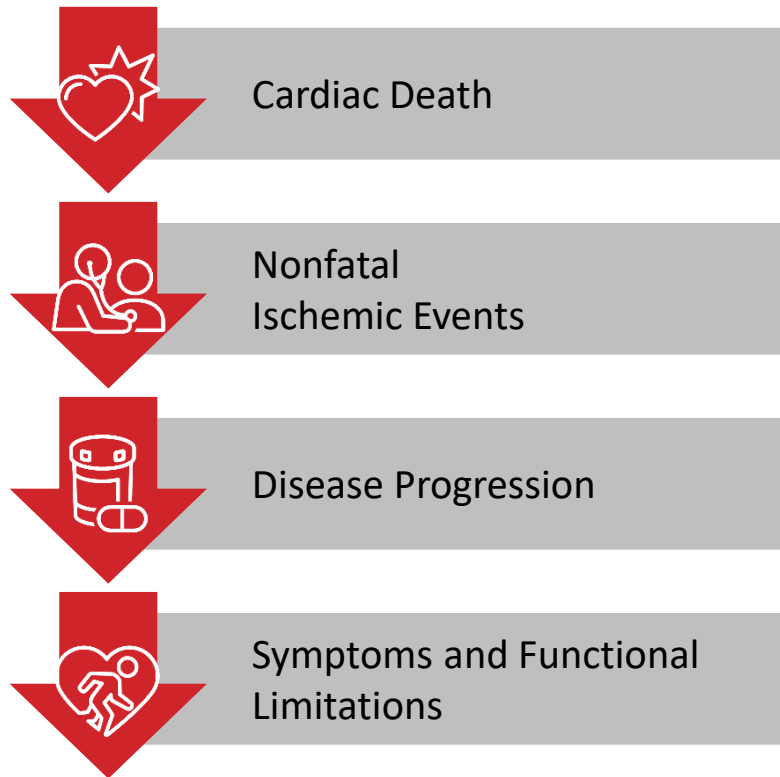 Cardiac Death
Nonfatal
Ischemic Events
Disease Progression
Symptoms and Functional
Limitations